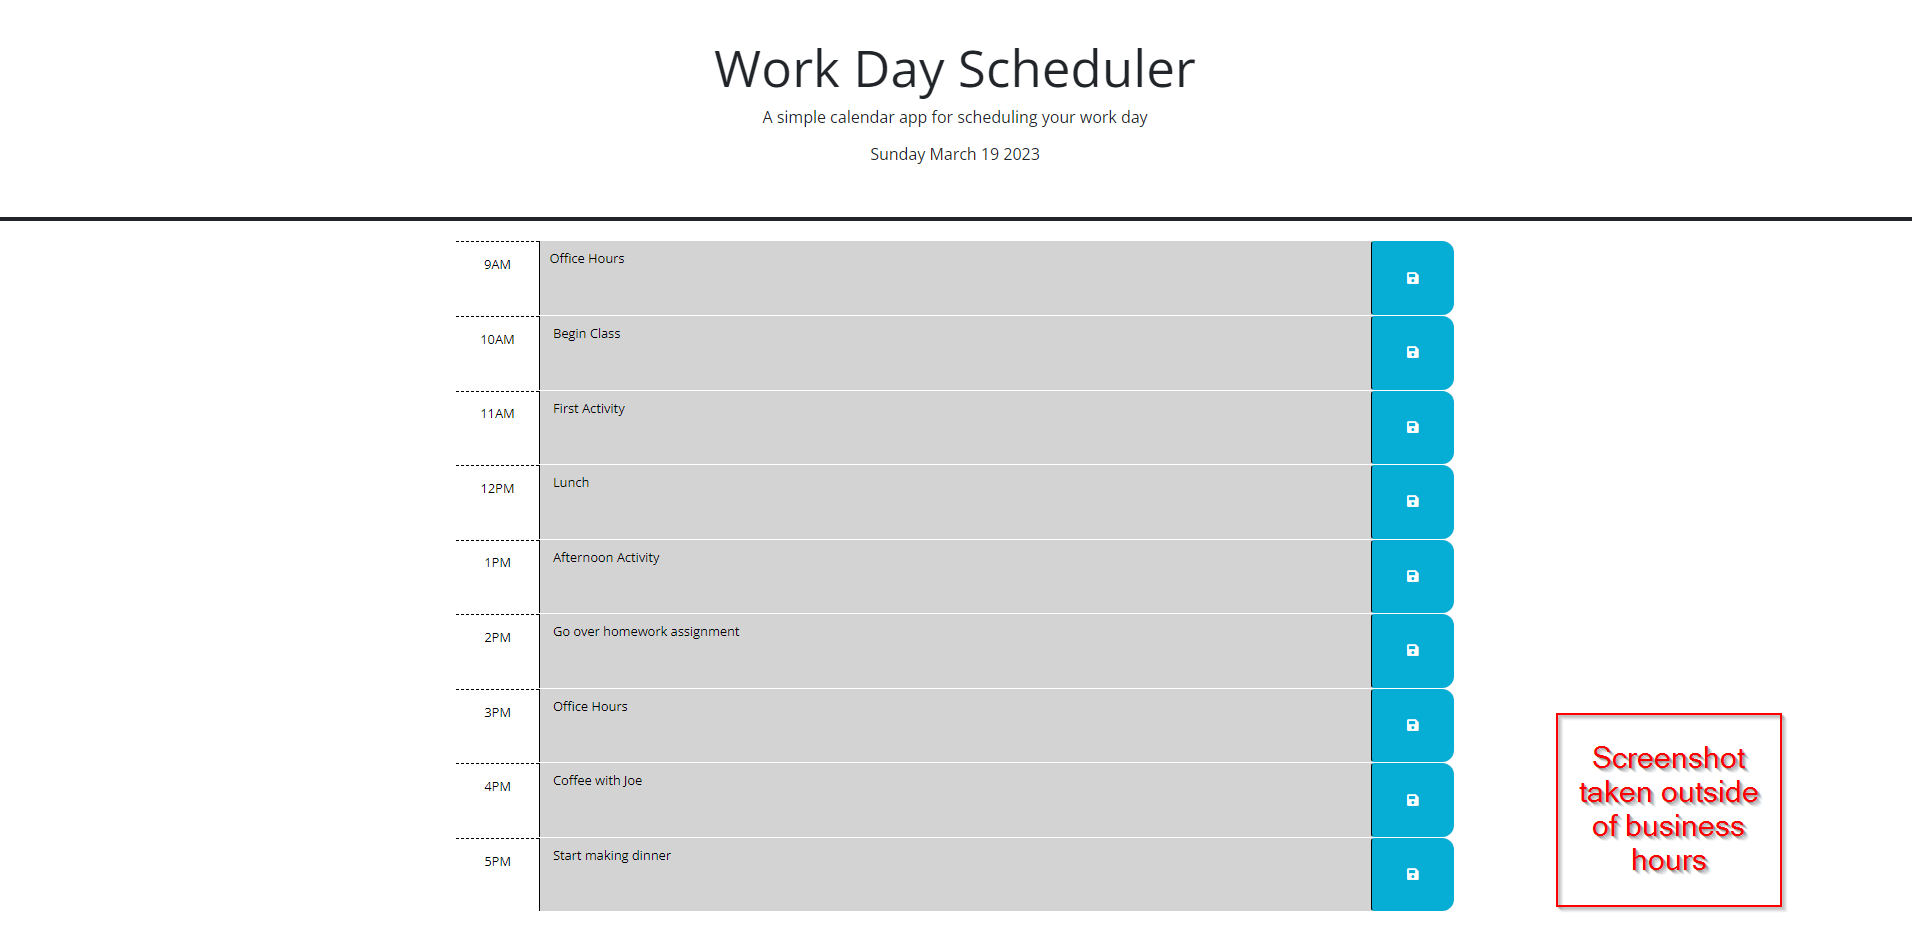 Work Day Scheduler
A simple calendar app for scheduling your work day
Sunday March 19 2023
9AM Office Hours
10AM Begin Class
11AM First Activity
12PM Lunch
1PM Afternoon Activity
2PM Go over homework assignment
3PM Office Hours
4PM Coffee with Joe
5PM Start making dinner
Screenshot
taken outside
of business
hours